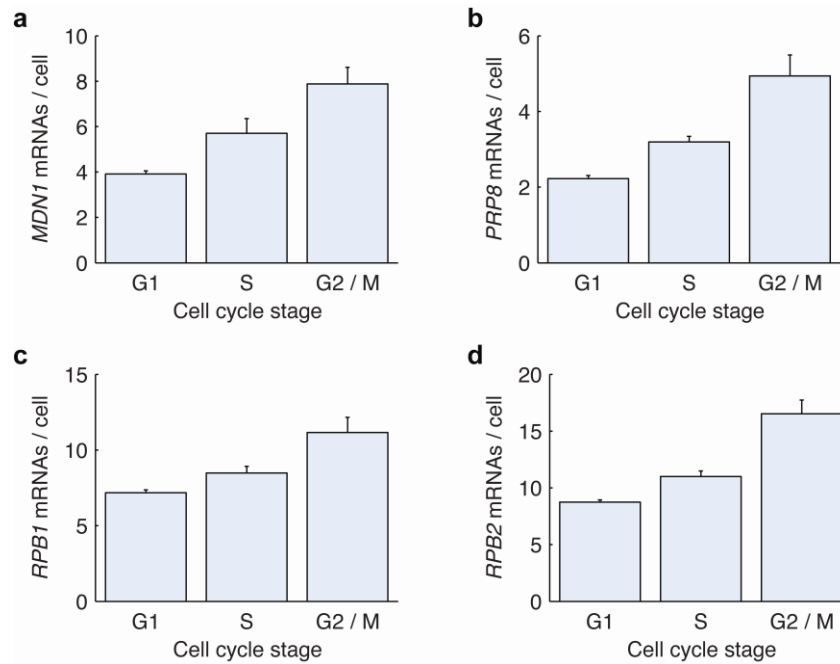 a
MDN1 mRNAs / cell
10
8
6
4
2
0
G1 S G2 / M
Cell cycle stage
b
PRP8 mRNAs / cell
6
4
2
0
G1 S G2 / M
Cell cycle stage
c
RPB1 mRNAs / cell
15
10
5
0
G1 S G2 / M
Cell cycle stage
d
RPB2 mRNAs / cell
20
15
10
5
0
G1 S G2 / M
Cell cycle stage